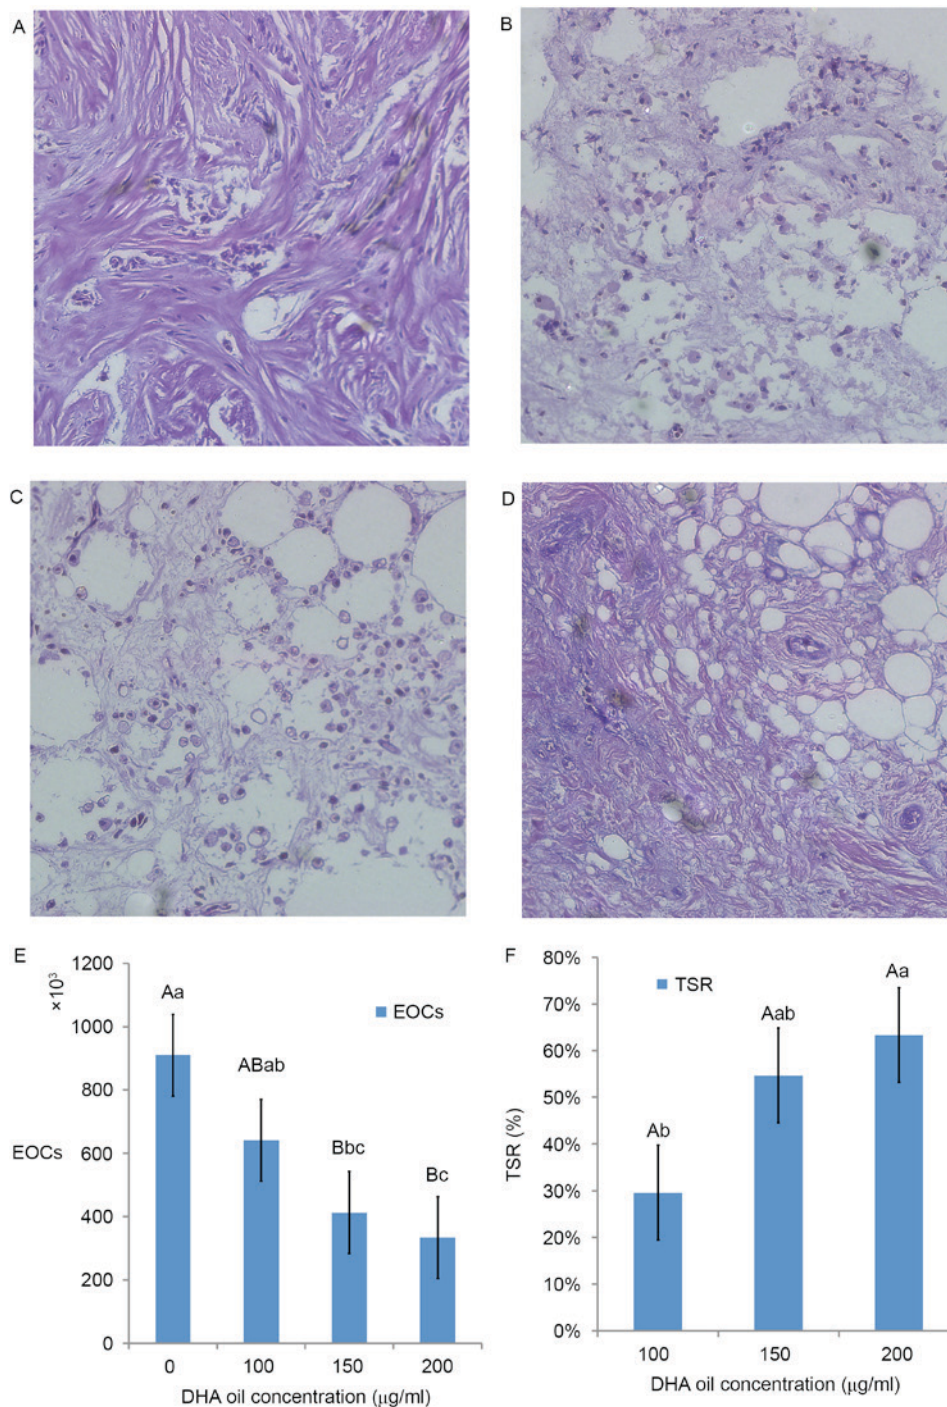 A
B
C
D
E
×10³
1200
1000
800
600
400
200
0
EOCs
Aa
ABab
Bbc
Bc
EOCs
0 100 150 200
DHA oil concentration (μg/ml)
F
80%
70%
60%
50%
40%
30%
20%
10%
0%
TSR (%)
TSR
Ab
Aab
Aa
100 150 200
DHA oil concentration (μg/ml)